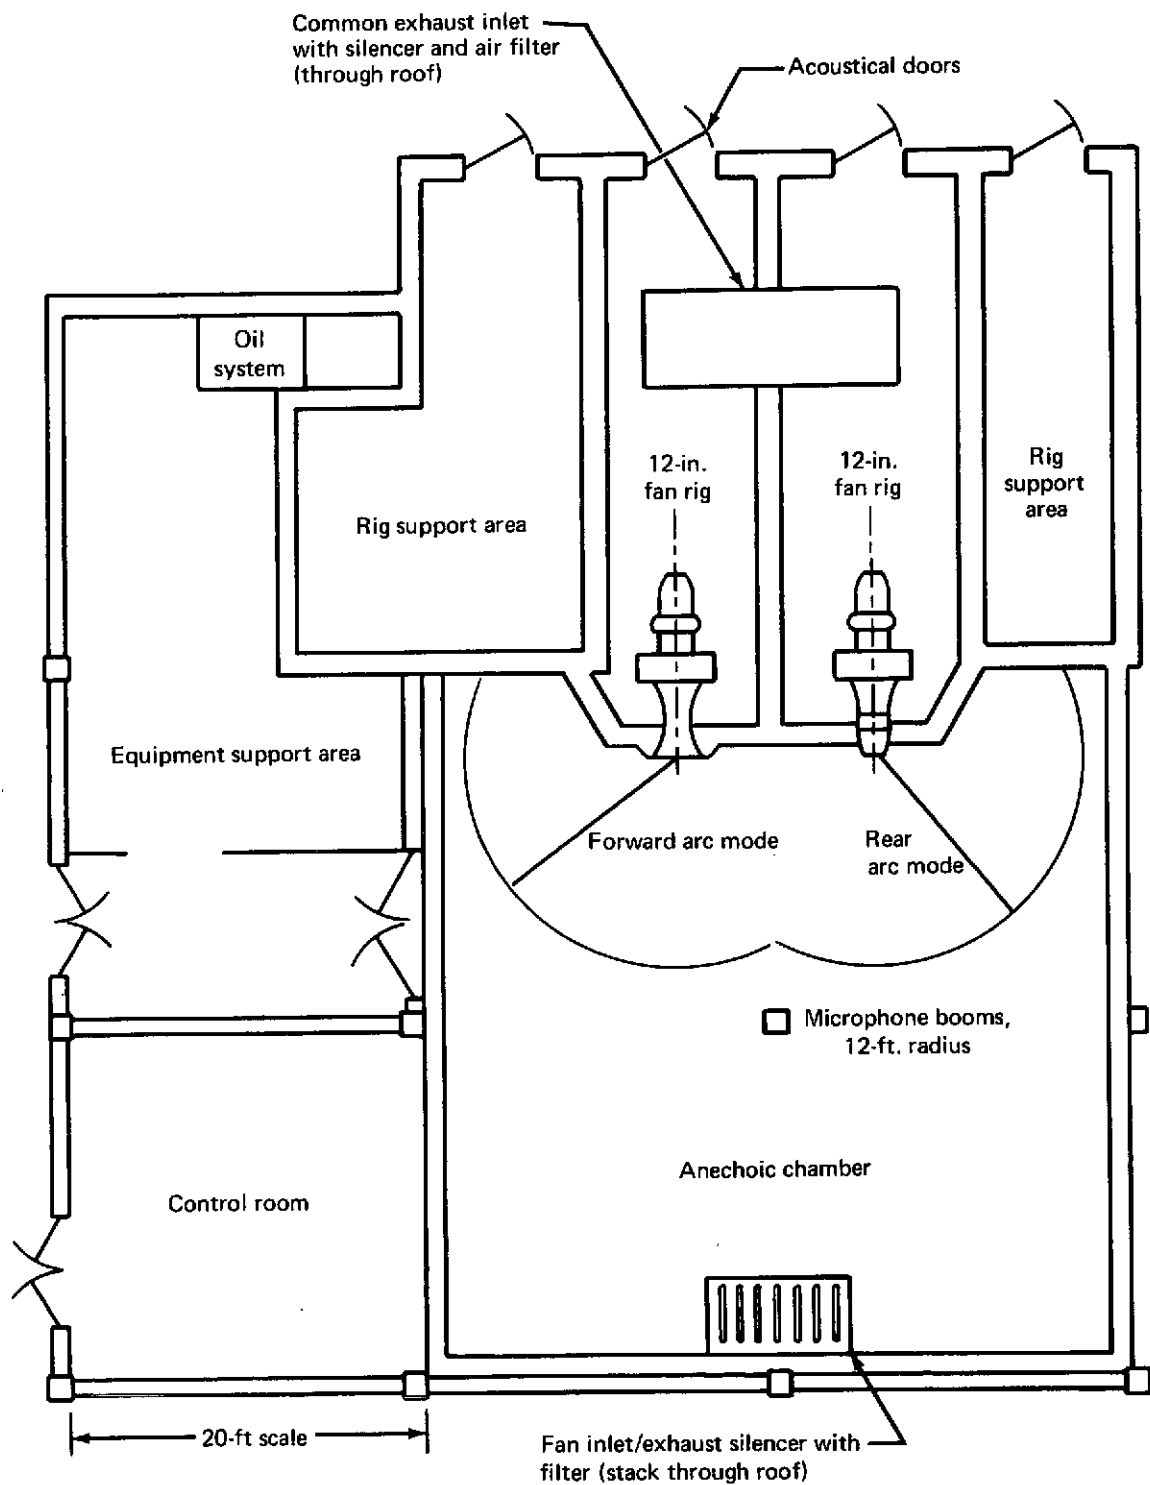 Common exhaust inlet
with silencer and air filter
(through roof)
Acoustical doors
Oil
system
12-in.
fan rig
12-in.
fan rig
Rig
support
area
Rig support area
Equipment support area
Forward arc mode
Rear
arc mode
Microphone booms,
12-ft. radius
Anechoic chamber
Control room
20-ft scale
Fan inlet/exhaust silencer with
filter (stack through roof)